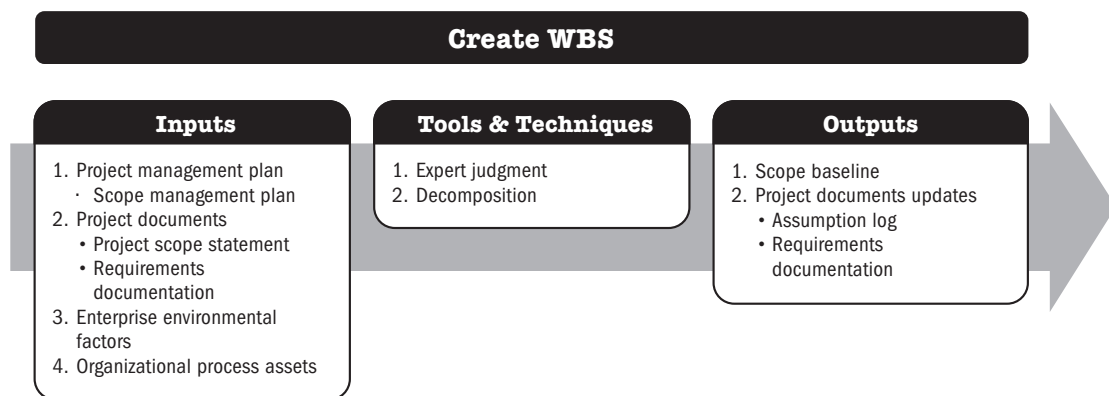 Create WBS
Inputs
1. Project management plan
· Scope management plan
2. Project documents
• Project scope statement
• Requirements
documentation
3. Enterprise environmental
factors
4. Organizational process assets
Tools & Techniques
1. Expert judgment
2. Decomposition
Outputs
1. Scope baseline
2. Project documents updates
• Assumption log
• Requirements
documentation